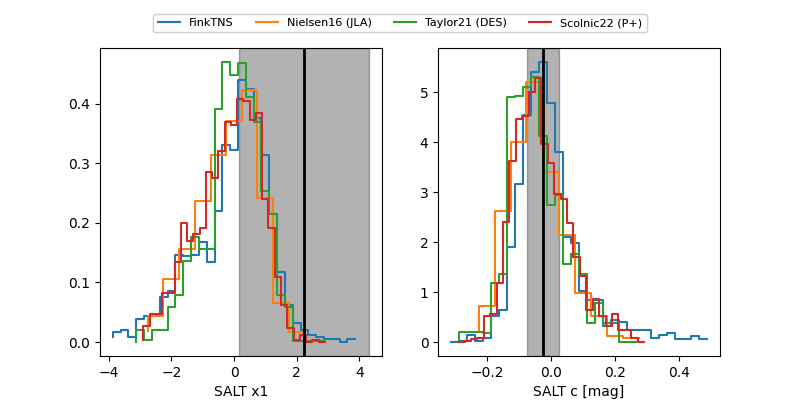 FinkTNS Nielsen16 (JLA) Taylor21 (DES) Scolnic22 (P+)
0.4
0.3
0.2
0.1
0.0
−4 −2 0 2 4
SALT x1
5
4
3
2
1
0
−0.2 0.0 0.2 0.4
SALT c [mag]